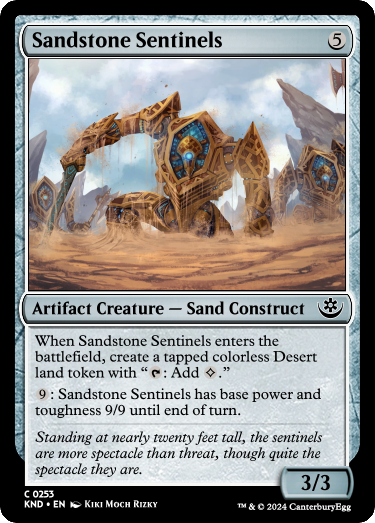 Sandstone Sentinels 5
Artifact Creature — Sand Construct
When Sandstone Sentinels enters the
battlefield, create a tapped colorless Desert
land token with “: Add .”
9 : Sandstone Sentinels has base power and
toughness 9/9 until end of turn.
Standing at nearly twenty feet tall, the sentinels
are more spectacle than threat, though quite the
spectacle they are.
3/3
C 0253
KND • EN Kiki Moch Rizky
™ & © 2024 CanterburyEgg